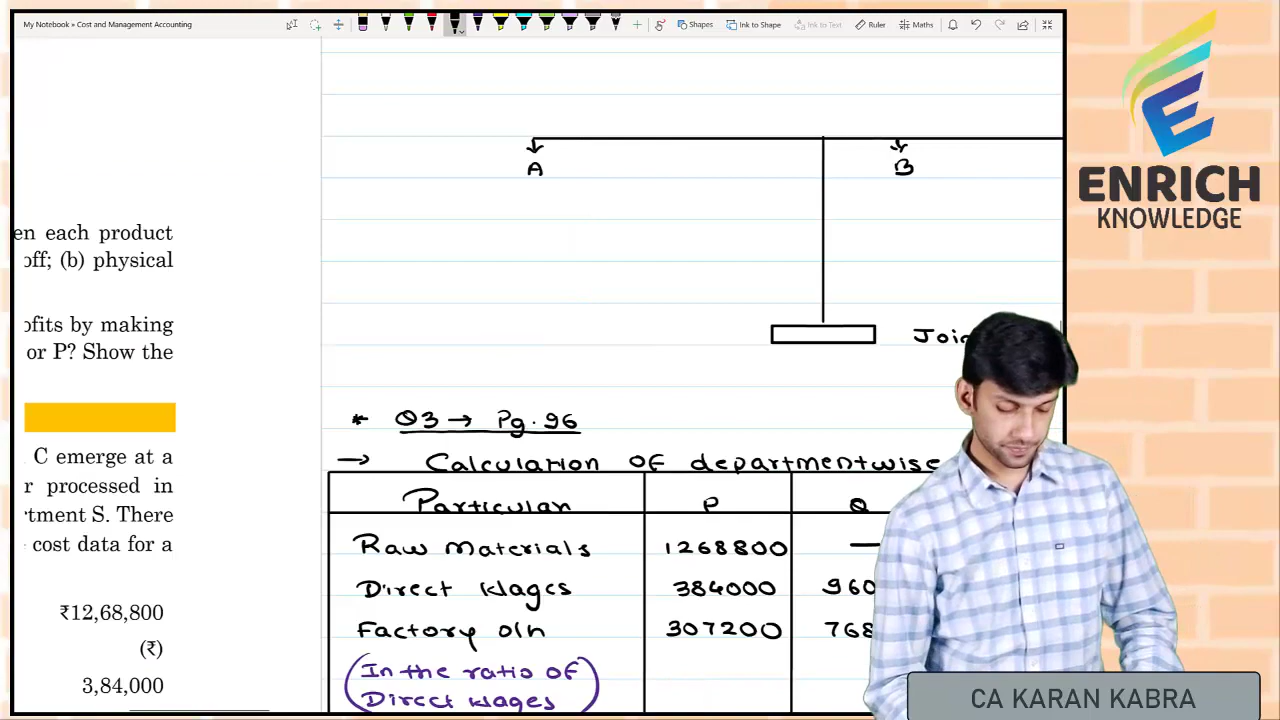 My Notebook » Cost and Management Accounting
Shapes
Ink to Shape
Ink to Text
Ruler
Maths
en each product
off; (b) physical
ofits by making
or P? Show the
C emerge at a
r processed in
rtment S. There
cost data for a
₹12,68,800
(₹)
3,84,000
A
B
Join
* Q3 → Pg. 96
→ Calculation of departmentwise
Particular P Q
Raw Materials 1268800 —
Direct Wages 384000 960
Factory O/h 307200 768
(In the ratio of
Direct Wages)
ENRICH
KNOWLEDGE
CA KARAN KABRA